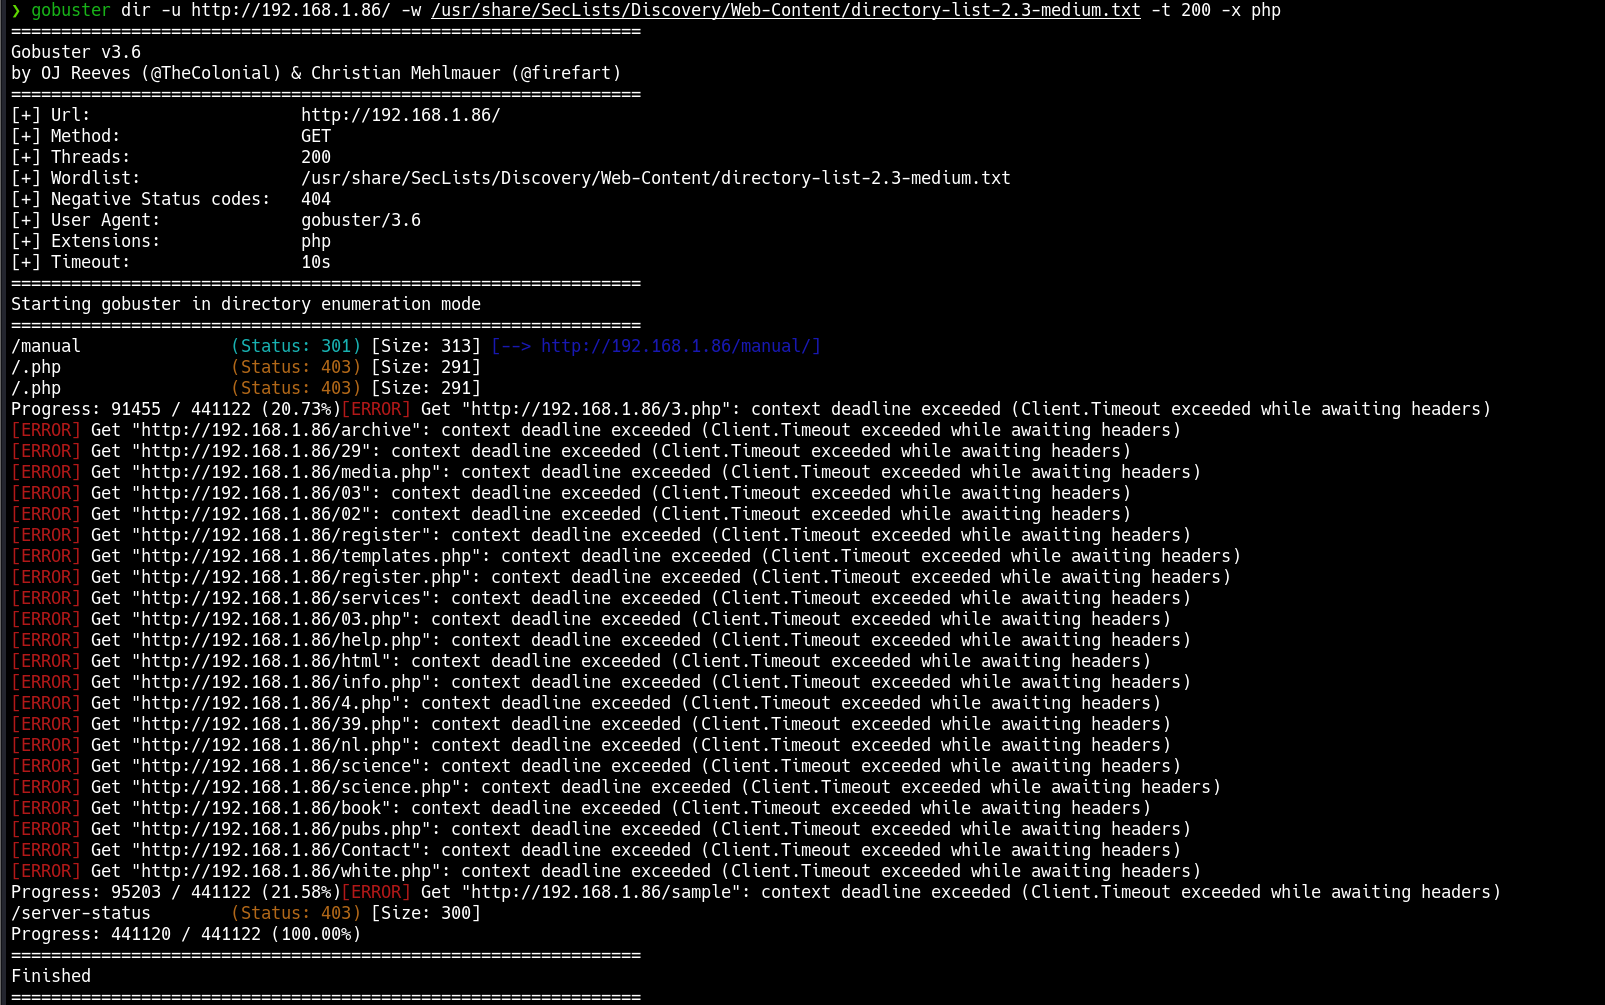 ❯ gobuster dir -u http://192.168.1.86/ -w /usr/share/SecLists/Discovery/Web-Content/directory-list-2.3-medium.txt -t 200 -x php
===============================================================
Gobuster v3.6
by OJ Reeves (@TheColonial) & Christian Mehlmauer (@firefart)
===============================================================
[+] Url:                     http://192.168.1.86/
[+] Method:                  GET
[+] Threads:                 200
[+] Wordlist:                /usr/share/SecLists/Discovery/Web-Content/directory-list-2.3-medium.txt
[+] Negative Status codes:   404
[+] User Agent:              gobuster/3.6
[+] Extensions:              php
[+] Timeout:                 10s
===============================================================
Starting gobuster in directory enumeration mode
===============================================================
/manual               (Status: 301) [Size: 313] [--> http://192.168.1.86/manual/]
/.php                 (Status: 403) [Size: 291]
/.php                 (Status: 403) [Size: 291]
Progress: 91455 / 441122 (20.73%)[ERROR] Get "http://192.168.1.86/3.php": context deadline exceeded (Client.Timeout exceeded while awaiting headers)
[ERROR] Get "http://192.168.1.86/archive": context deadline exceeded (Client.Timeout exceeded while awaiting headers)
[ERROR] Get "http://192.168.1.86/29": context deadline exceeded (Client.Timeout exceeded while awaiting headers)
[ERROR] Get "http://192.168.1.86/media.php": context deadline exceeded (Client.Timeout exceeded while awaiting headers)
[ERROR] Get "http://192.168.1.86/03": context deadline exceeded (Client.Timeout exceeded while awaiting headers)
[ERROR] Get "http://192.168.1.86/02": context deadline exceeded (Client.Timeout exceeded while awaiting headers)
[ERROR] Get "http://192.168.1.86/register": context deadline exceeded (Client.Timeout exceeded while awaiting headers)
[ERROR] Get "http://192.168.1.86/templates.php": context deadline exceeded (Client.Timeout exceeded while awaiting headers)
[ERROR] Get "http://192.168.1.86/register.php": context deadline exceeded (Client.Timeout exceeded while awaiting headers)
[ERROR] Get "http://192.168.1.86/services": context deadline exceeded (Client.Timeout exceeded while awaiting headers)
[ERROR] Get "http://192.168.1.86/03.php": context deadline exceeded (Client.Timeout exceeded while awaiting headers)
[ERROR] Get "http://192.168.1.86/help.php": context deadline exceeded (Client.Timeout exceeded while awaiting headers)
[ERROR] Get "http://192.168.1.86/html": context deadline exceeded (Client.Timeout exceeded while awaiting headers)
[ERROR] Get "http://192.168.1.86/info.php": context deadline exceeded (Client.Timeout exceeded while awaiting headers)
[ERROR] Get "http://192.168.1.86/4.php": context deadline exceeded (Client.Timeout exceeded while awaiting headers)
[ERROR] Get "http://192.168.1.86/39.php": context deadline exceeded (Client.Timeout exceeded while awaiting headers)
[ERROR] Get "http://192.168.1.86/nl.php": context deadline exceeded (Client.Timeout exceeded while awaiting headers)
[ERROR] Get "http://192.168.1.86/science": context deadline exceeded (Client.Timeout exceeded while awaiting headers)
[ERROR] Get "http://192.168.1.86/science.php": context deadline exceeded (Client.Timeout exceeded while awaiting headers)
[ERROR] Get "http://192.168.1.86/book": context deadline exceeded (Client.Timeout exceeded while awaiting headers)
[ERROR] Get "http://192.168.1.86/pubs.php": context deadline exceeded (Client.Timeout exceeded while awaiting headers)
[ERROR] Get "http://192.168.1.86/Contact": context deadline exceeded (Client.Timeout exceeded while awaiting headers)
[ERROR] Get "http://192.168.1.86/white.php": context deadline exceeded (Client.Timeout exceeded while awaiting headers)
Progress: 95203 / 441122 (21.58%)[ERROR] Get "http://192.168.1.86/sample": context deadline exceeded (Client.Timeout exceeded while awaiting headers)
/server-status        (Status: 403) [Size: 300]
Progress: 441120 / 441122 (100.00%)
===============================================================
Finished
===============================================================